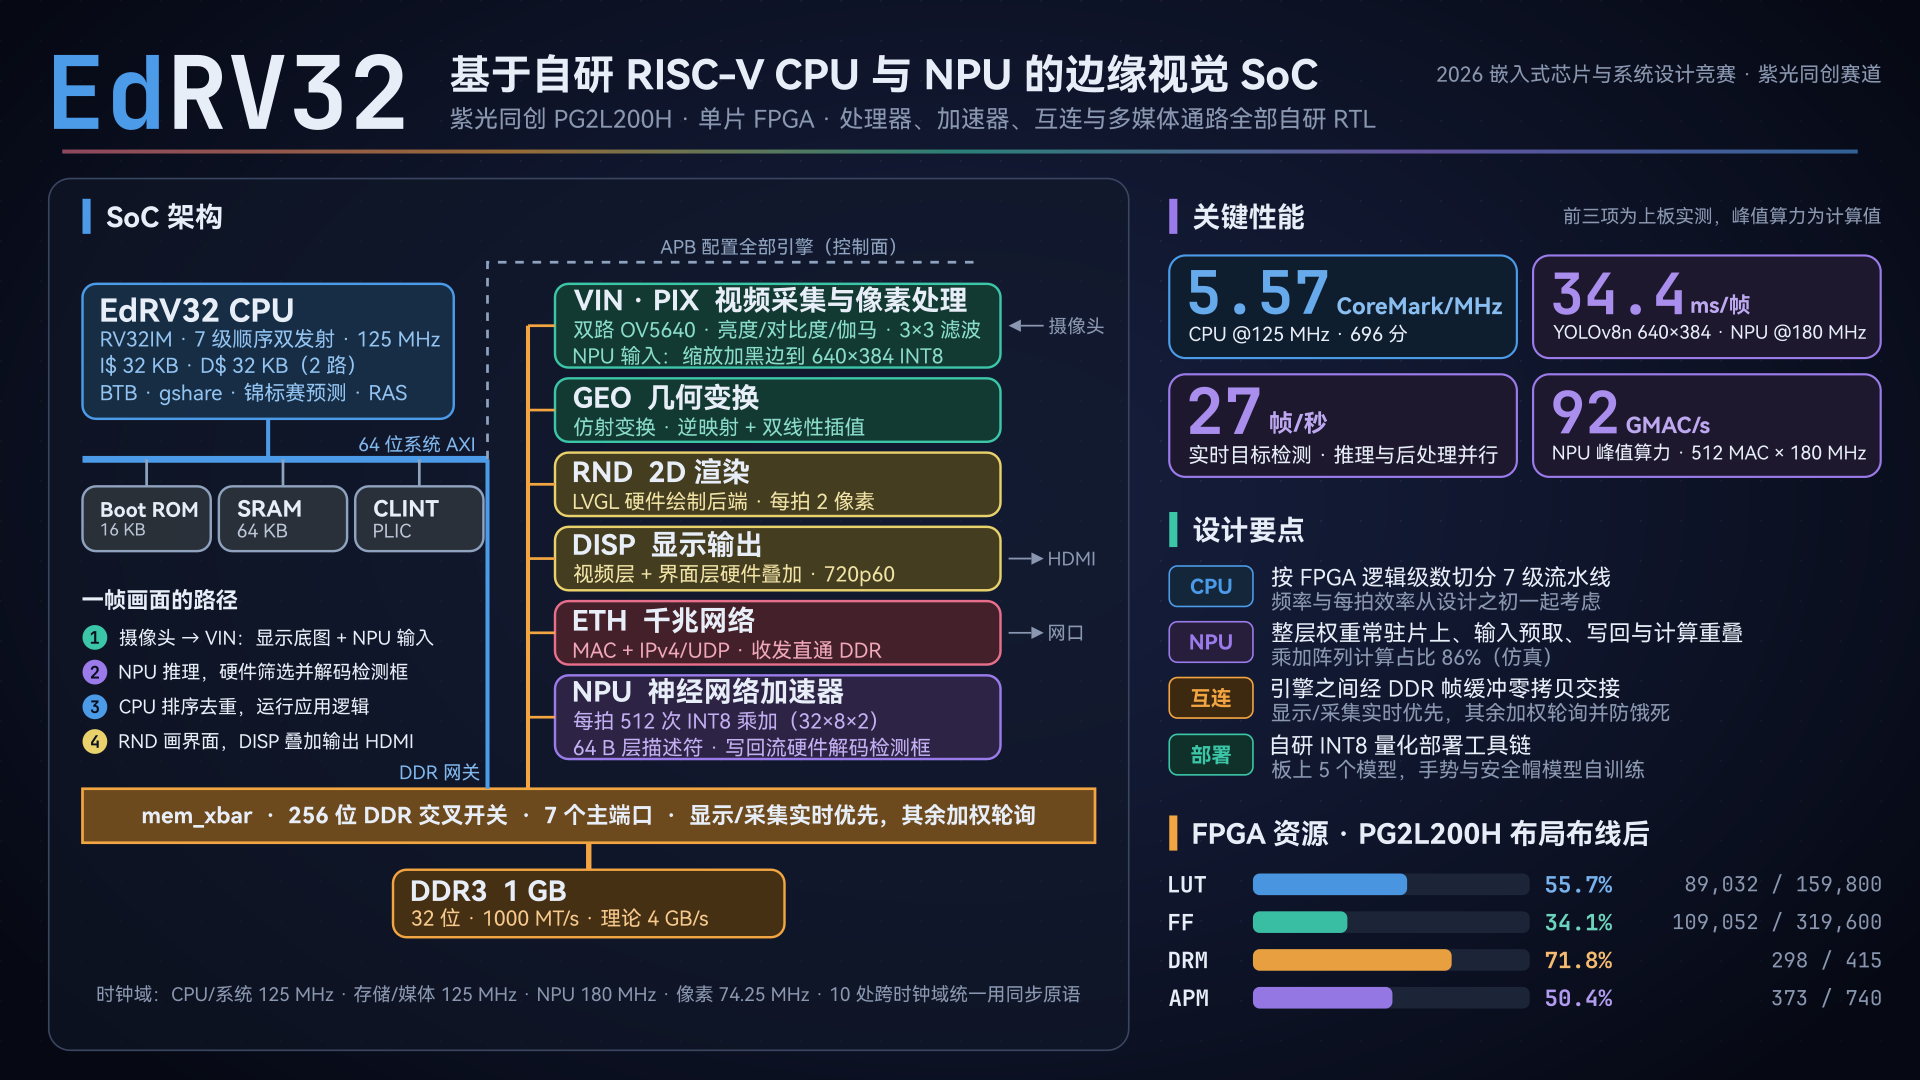 EdRV32
基于自研 RISC-V CPU 与 NPU 的边缘视觉 SoC
紫光同创 PG2L200H · 单片 FPGA · 处理器、加速器、互连与多媒体通路全部自研 RTL
2026 嵌入式芯片与系统设计竞赛 · 紫光同创赛道
SoC 架构
APB 配置全部引擎（控制面）
EdRV32 CPU
RV32IM · 7 级顺序双发射 · 125 MHz
I$ 32 KB · D$ 32 KB（2 路）
BTB · gshare · 锦标赛预测 · RAS
64 位系统 AXI
Boot ROM
16 KB
SRAM
64 KB
CLINT
PLIC
一帧画面的路径
1 摄像头 → VIN：显示底图 + NPU 输入
2 NPU 推理，硬件筛选并解码检测框
3 CPU 排序去重，运行应用逻辑
4 RND 画界面，DISP 叠加输出 HDMI
DDR 网关
VIN · PIX 视频采集与像素处理
双路 OV5640 · 亮度/对比度/伽马 · 3×3 滤波
NPU 输入：缩放加黑边到 640×384 INT8
摄像头
GEO 几何变换
仿射变换 · 逆映射 + 双线性插值
RND 2D 渲染
LVGL 硬件绘制后端 · 每拍 2 像素
DISP 显示输出
视频层 + 界面层硬件叠加 · 720p60
HDMI
ETH 千兆网络
MAC + IPv4/UDP · 收发直通 DDR
网口
NPU 神经网络加速器
每拍 512 次 INT8 乘加（32×8×2）
64 B 层描述符 · 写回流硬件解码检测框
mem_xbar · 256 位 DDR 交叉开关 · 7 个主端口 · 显示/采集实时优先，其余加权轮询
DDR3 1 GB
32 位 · 1000 MT/s · 理论 4 GB/s
时钟域：CPU/系统 125 MHz · 存储/媒体 125 MHz · NPU 180 MHz · 像素 74.25 MHz · 10 处跨时钟域统一用同步原语
关键性能
前三项为上板实测，峰值算力为计算值
5.57 CoreMark/MHz
CPU @125 MHz · 696 分
34.4 ms/帧
YOLOv8n 640×384 · NPU @180 MHz
27 帧/秒
实时目标检测 · 推理与后处理并行
92 GMAC/s
NPU 峰值算力 · 512 MAC × 180 MHz
设计要点
CPU
按 FPGA 逻辑级数切分 7 级流水线
频率与每拍效率从设计之初一起考虑
NPU
整层权重常驻片上、输入预取、写回与计算重叠
乘加阵列计算占比 86%（仿真）
互连
引擎之间经 DDR 帧缓冲零拷贝交接
显示/采集实时优先，其余加权轮询并防饿死
部署
自研 INT8 量化部署工具链
板上 5 个模型，手势与安全帽模型自训练
FPGA 资源 · PG2L200H 布局布线后
LUT 55.7% 89,032 / 159,800
FF 34.1% 109,052 / 319,600
DRM 71.8% 298 / 415
APM 50.4% 373 / 740